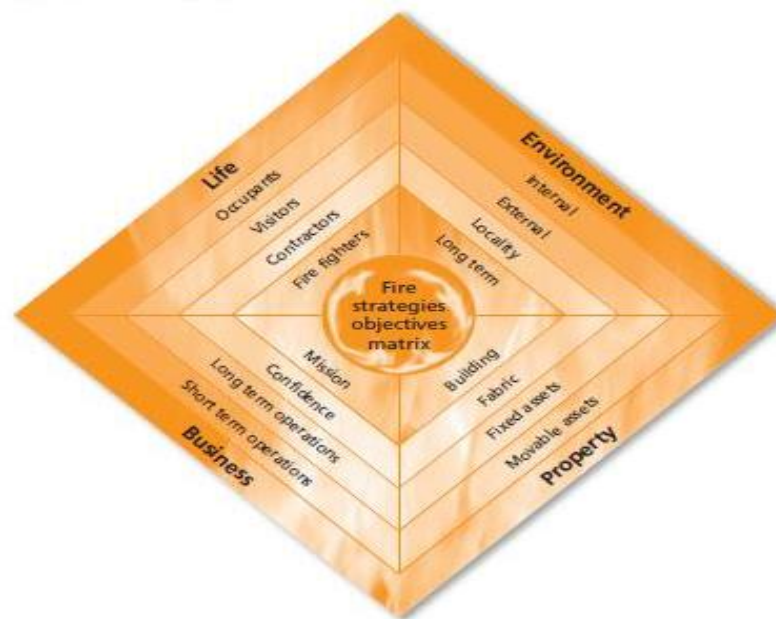 Life
Occupants
Visitors
Contractors
Fire fighters
Environment
Internal
External
Locality
Long term
Fire
strategies
objectives
matrix
Mission
Confidence
Long term operations
Short term operations
Business
Building
Fabric
Fixed assets
Movable assets
Property